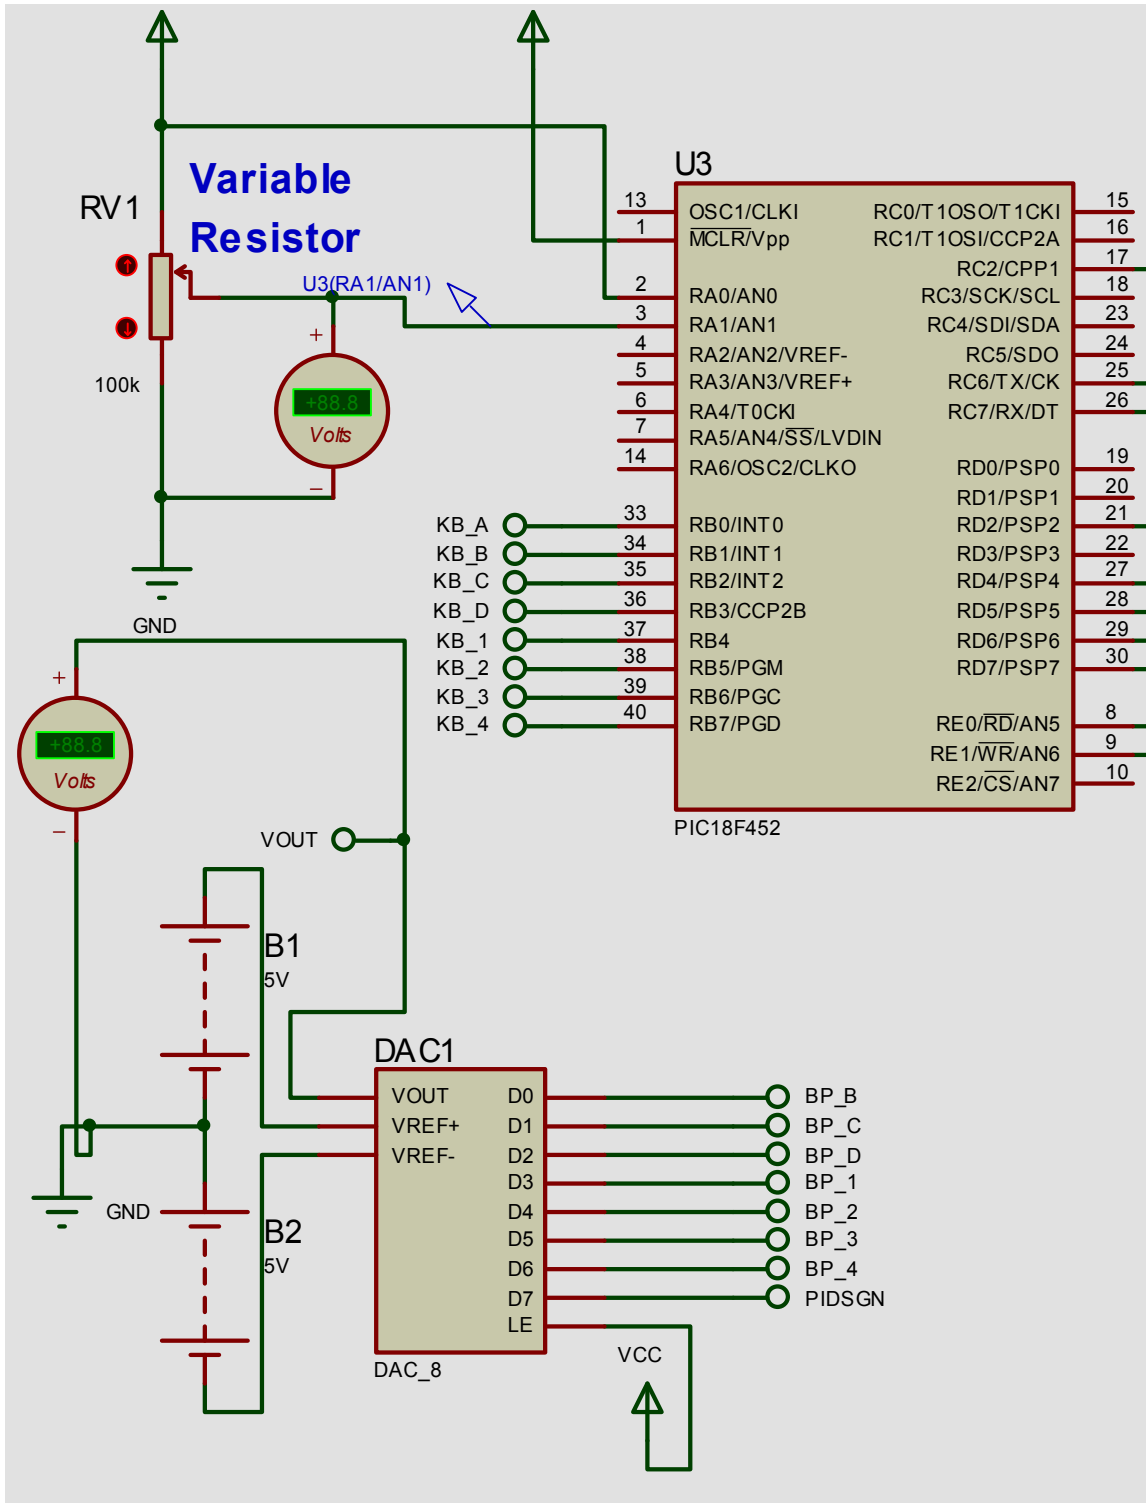 Variable
Resistor
RV1
100k
U3(RA1/AN1)
+
+88.8
Volts
−
GND
U3
13
OSC1/CLKI
1
MCLR/Vpp
2
RA0/AN0
3
RA1/AN1
4
RA2/AN2/VREF-
5
RA3/AN3/VREF+
6
RA4/T0CKI
7
RA5/AN4/SS/LVDIN
14
RA6/OSC2/CLKO
KB_A
33
RB0/INT0
KB_B
34
RB1/INT1
KB_C
35
RB2/INT2
KB_D
36
RB3/CCP2B
KB_1
37
RB4
KB_2
38
RB5/PGM
KB_3
39
RB6/PGC
KB_4
40
RB7/PGD
RC0/T1OSO/T1CKI
15
RC1/T1OSI/CCP2A
16
RC2/CPP1
17
RC3/SCK/SCL
18
RC4/SDI/SDA
23
RC5/SDO
24
RC6/TX/CK
25
RC7/RX/DT
26
RD0/PSP0
19
RD1/PSP1
20
RD2/PSP2
21
RD3/PSP3
22
RD4/PSP4
27
RD5/PSP5
28
RD6/PSP6
29
RD7/PSP7
30
RE0/RD/AN5
8
RE1/WR/AN6
9
RE2/CS/AN7
10
PIC18F452
+
+88.8
Volts
−
VOUT
B1
5V
GND
B2
5V
DAC1
VOUT
VREF+
VREF-
D0
BP_B
D1
BP_C
D2
BP_D
D3
BP_1
D4
BP_2
D5
BP_3
D6
BP_4
D7
PIDSGN
LE
DAC_8
VCC